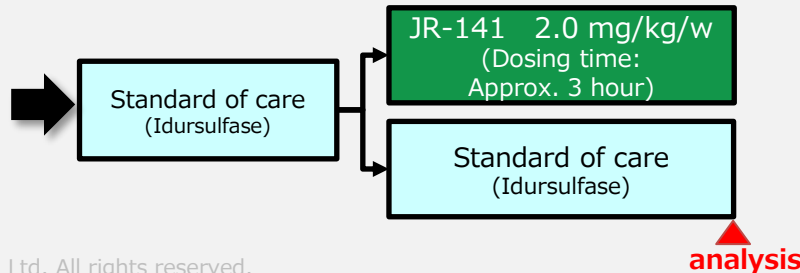 JR-141 2.0 mg/kg/w
(Dosing time:
Approx. 3 hour)
Standard of care
(Idursulfase)
Standard of care
(Idursulfase)
Ltd. All rights reserved.
analysis